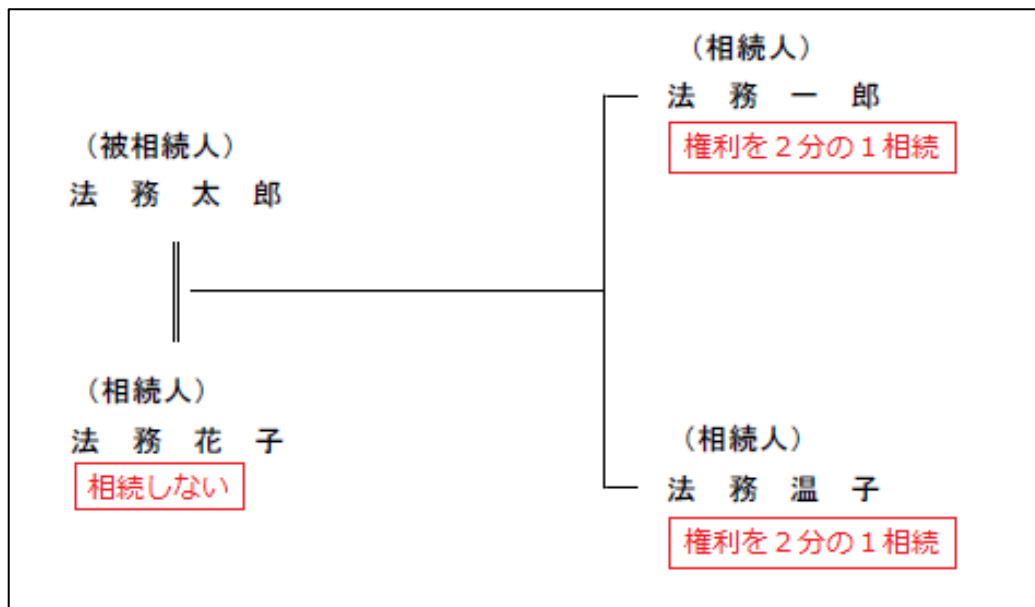 （被相続人）
法　務　太　郎
（相続人）
法　務　花　子
相続しない
（相続人）
法　務　一　郎
権利を２分の１相続
（相続人）
法　務　温　子
権利を２分の１相続